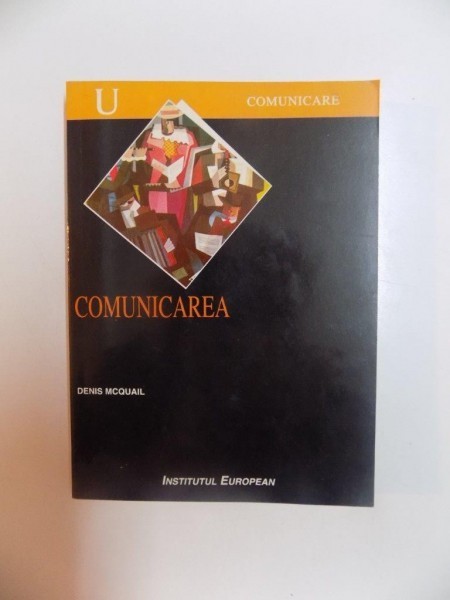 U COMUNICARE
COMUNICAREA
DENIS MCQUAIL
INSTITUTUL EUROPEAN